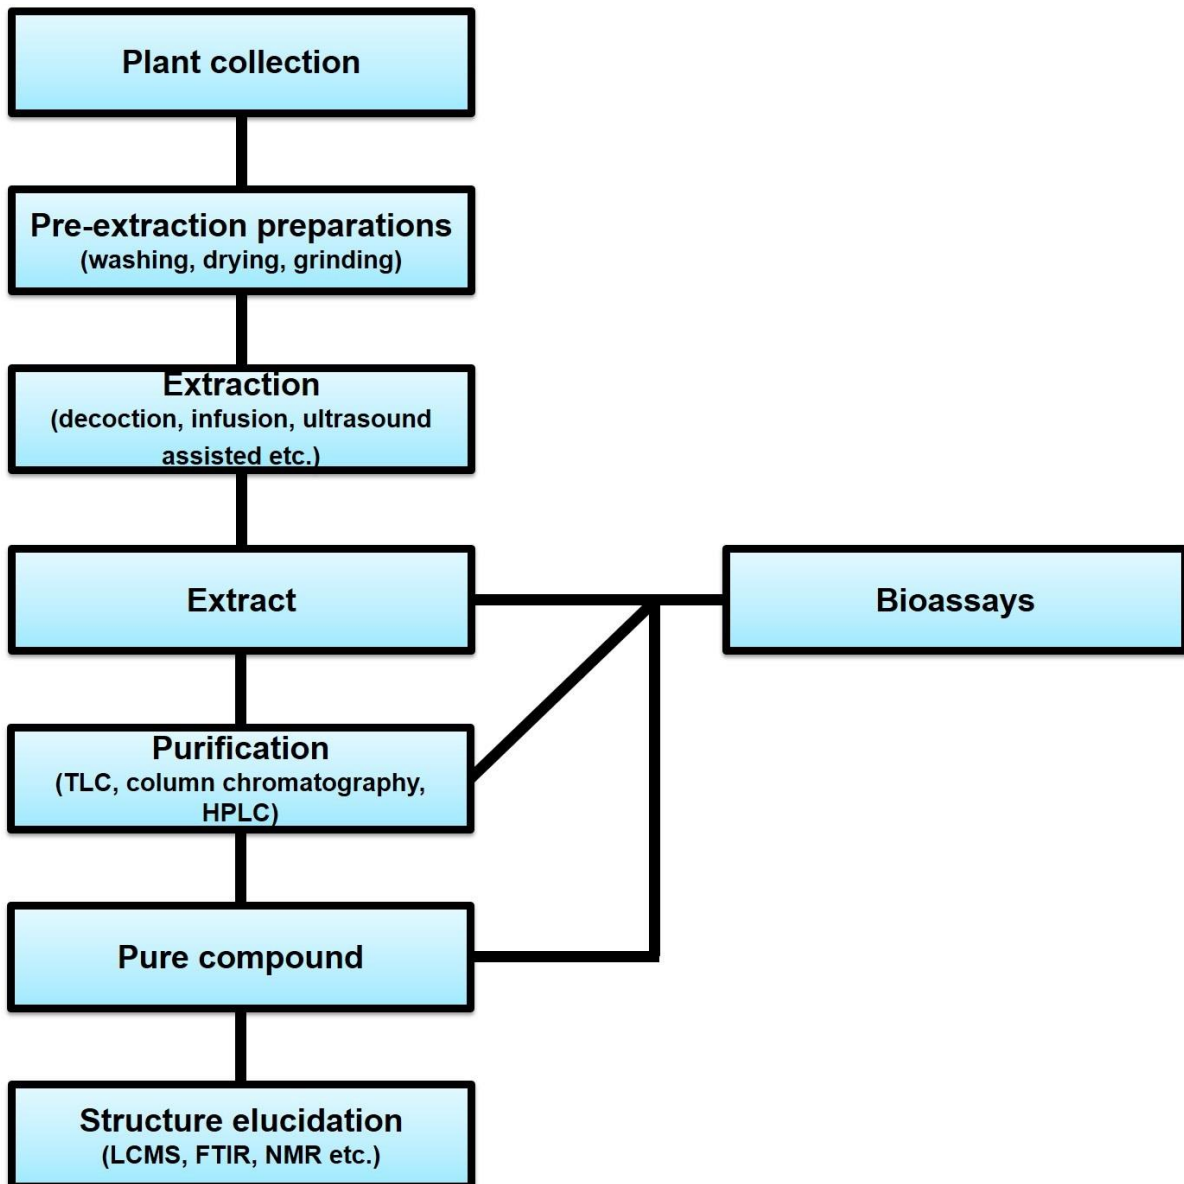 Plant collection
Pre-extraction preparations
(washing, drying, grinding)
Extraction
(decoction, infusion, ultrasound
assisted etc.)
Extract
Bioassays
Purification
(TLC, column chromatography,
HPLC)
Pure compound
Structure elucidation
(LCMS, FTIR, NMR etc.)